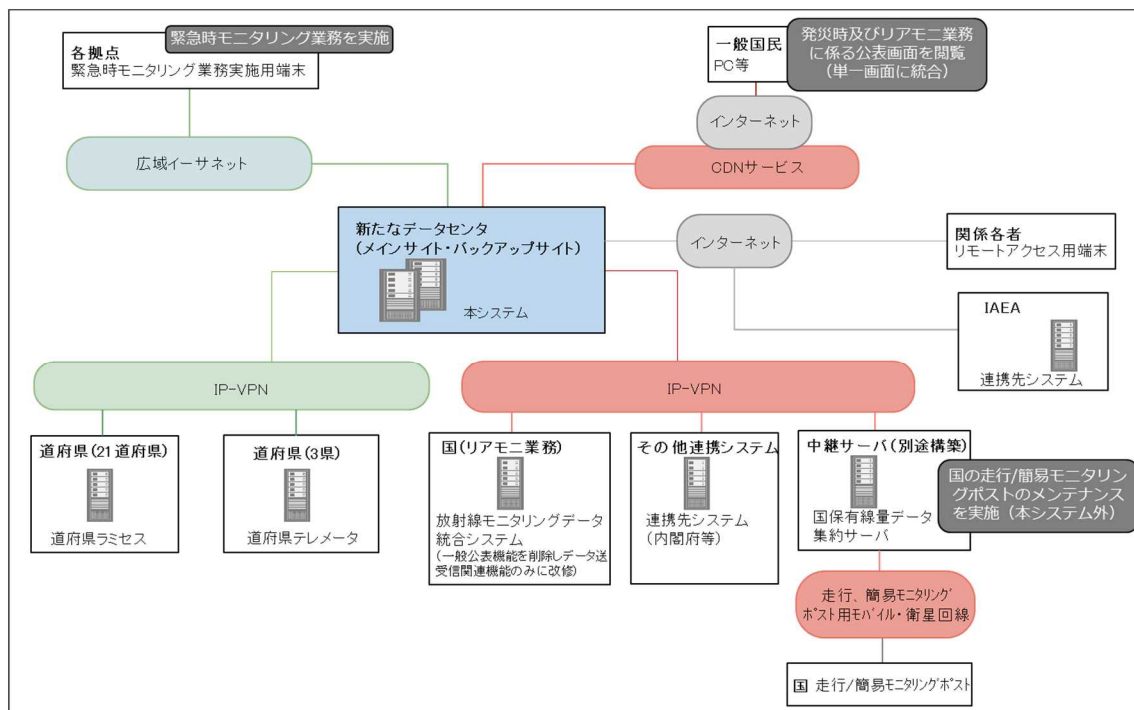 各拠点
緊急時モニタリング業務実施用端末
緊急時モニタリング業務を実施
一般国民
PC等
発災時及びリアモニ業務
に係る公表画面を閲覧
(単一画面に統合)
インターネット
広域イーサネット
CDNサービス
新たなデータセンタ
(メインサイト・バックアップサイト)
本システム
インターネット
関係各者
リモートアクセス用端末
IAEA
連携先システム
IP-VPN
IP-VPN
道府県(21道府県)
道府県ラミセス
道府県(3県)
道府県テレメータ
国(リアモニ業務)
放射線モニタリングデータ
統合システム
(一般公表機能を削除しデータ送
受信関連機能のみに改修)
その他連携システム
連携先システム
(内閣府等)
中継サーバ(別途構築)
国保有線量データ
集約サーバ
国の走行/簡易モニタリ
ングポストのメンテナンス
を実施(本システム外)
走行、簡易モニタリング
ポスト用モバイル・衛星回線
国 走行/簡易モニタリングポスト